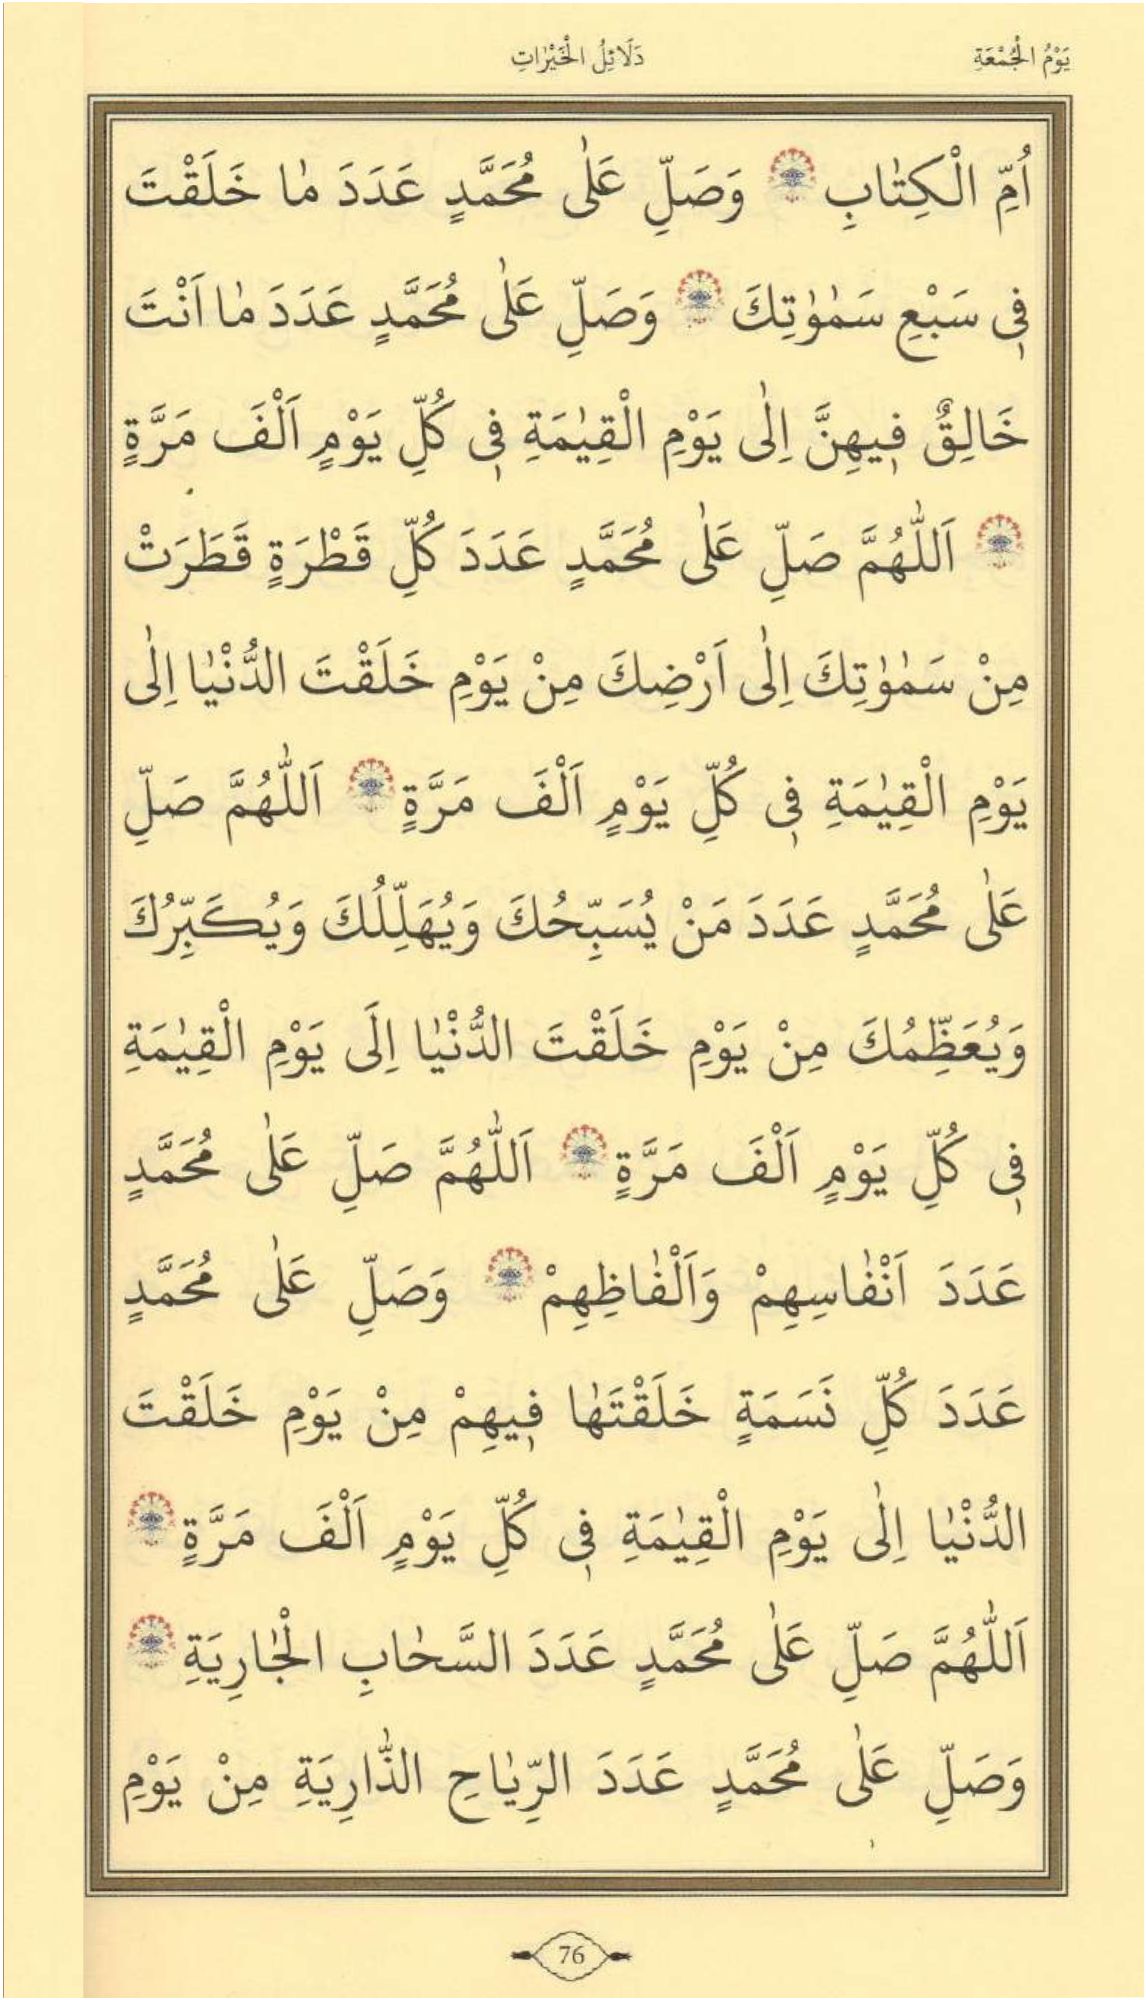 يَوْمُ الْجُمْعَةِ
دَلَائِلُ الْخَيْرَاتِ
اُمِّ الْكِتٰابِ وَصَلِّ عَلٰى مُحَمَّدٍ عَدَدَ مٰا خَلَقْتَ
فِى سَبْعِ سَمٰوٰتِكَ وَصَلِّ عَلٰى مُحَمَّدٍ عَدَدَ مٰا اَنْتَ
خَالِقٌ فِيهِنَّ اِلٰى يَوْمِ الْقِيٰمَةِ فِى كُلِّ يَوْمٍ اَلْفَ مَرَّةٍ
اَللّٰهُمَّ صَلِّ عَلٰى مُحَمَّدٍ عَدَدَ كُلِّ قَطْرَةٍ قَطَرَتْ
مِنْ سَمٰوٰتِكَ اِلٰى اَرْضِكَ مِنْ يَوْمِ خَلَقْتَ الدُّنْيٰا اِلٰى
يَوْمِ الْقِيٰمَةِ فِى كُلِّ يَوْمٍ اَلْفَ مَرَّةٍ اَللّٰهُمَّ صَلِّ
عَلٰى مُحَمَّدٍ عَدَدَ مَنْ يُسَبِّحُكَ وَيُهَلِّلُكَ وَيُكَبِّرُكَ
وَيُعَظِّمُكَ مِنْ يَوْمِ خَلَقْتَ الدُّنْيٰا اِلَى يَوْمِ الْقِيٰمَةِ
فِى كُلِّ يَوْمٍ اَلْفَ مَرَّةٍ اَللّٰهُمَّ صَلِّ عَلٰى مُحَمَّدٍ
عَدَدَ اَنْفٰاسِهِمْ وَاَلْفٰاظِهِمْ وَصَلِّ عَلٰى مُحَمَّدٍ
عَدَدَ كُلِّ نَسَمَةٍ خَلَقْتَهٰا فِيهِمْ مِنْ يَوْمِ خَلَقْتَ
الدُّنْيٰا اِلٰى يَوْمِ الْقِيٰمَةِ فِى كُلِّ يَوْمٍ اَلْفَ مَرَّةٍ
اَللّٰهُمَّ صَلِّ عَلٰى مُحَمَّدٍ عَدَدَ السَّحٰابِ الْجٰارِيَةِ
وَصَلِّ عَلٰى مُحَمَّدٍ عَدَدَ الرِّيٰاحِ الذّٰارِيَةِ مِنْ يَوْمِ
76